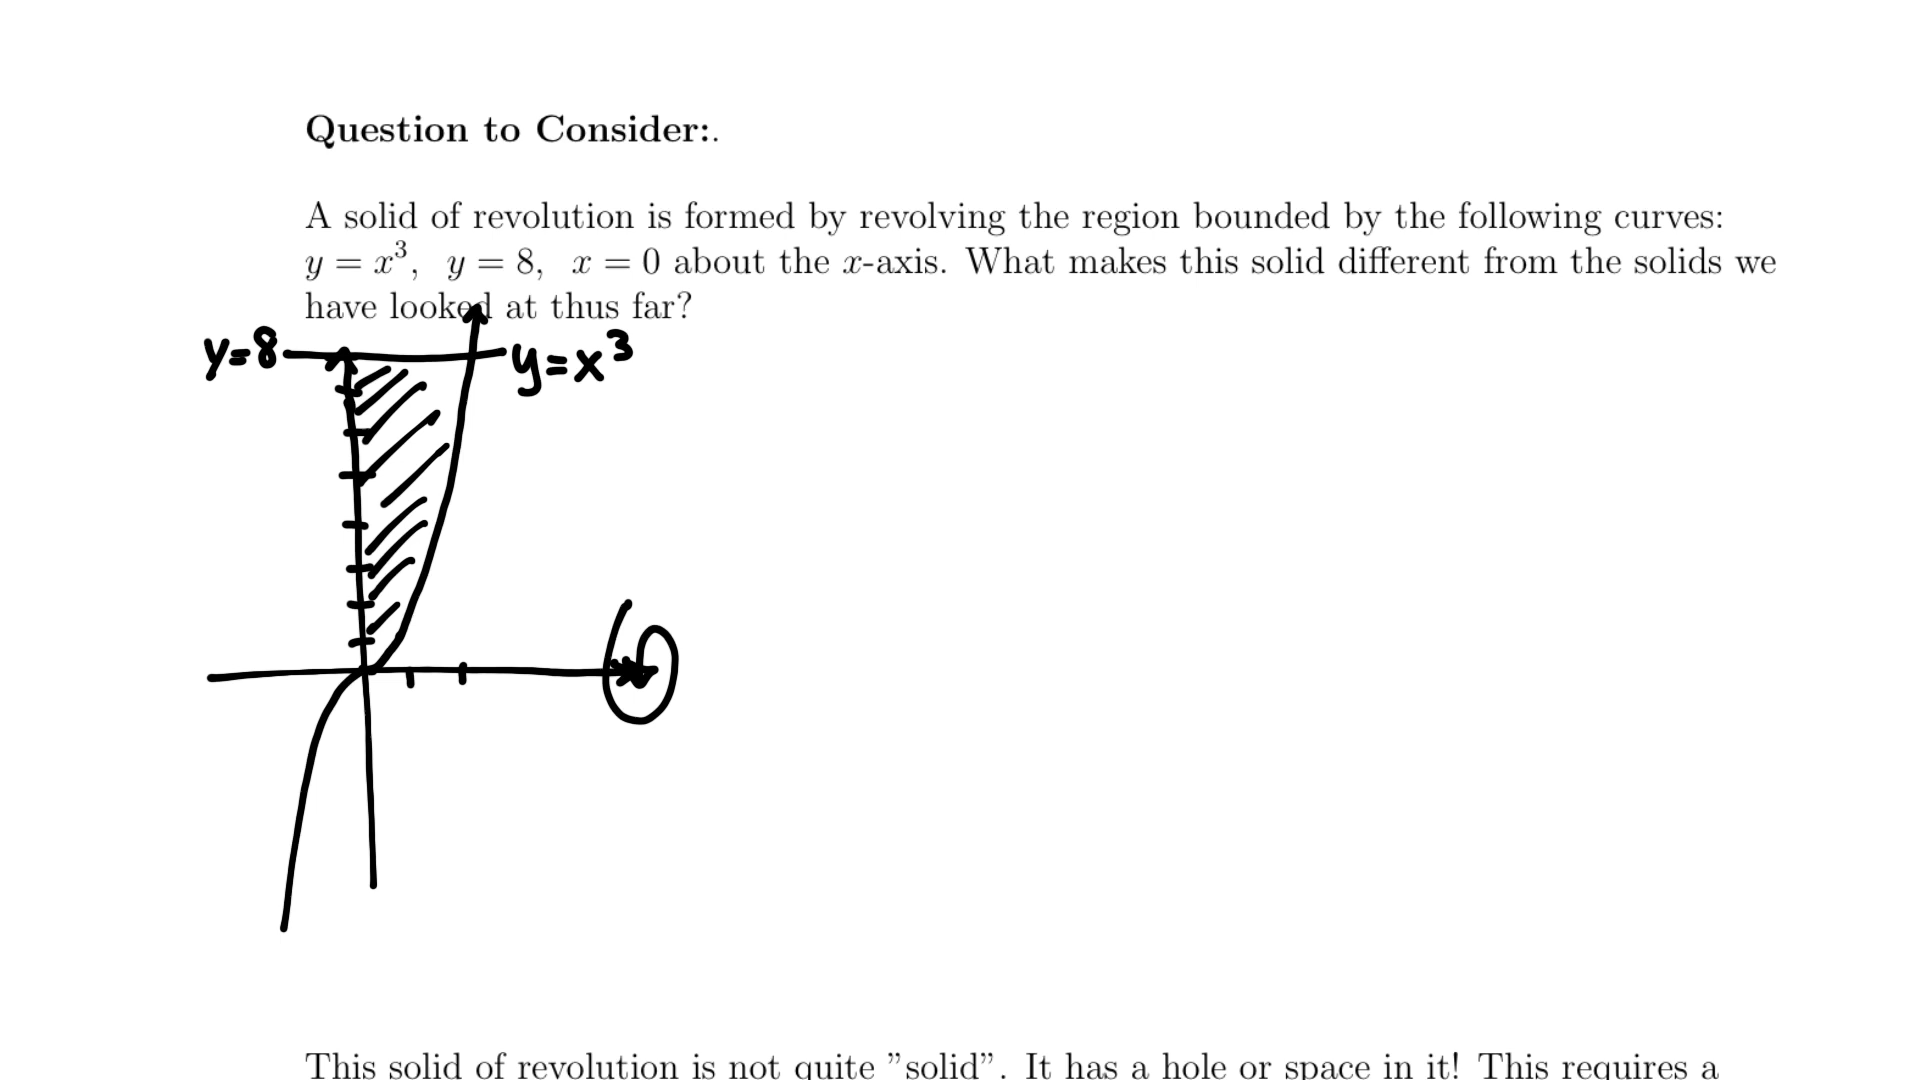 Question to Consider:.
A solid of revolution is formed by revolving the region bounded by the following curves:
y = x³, y = 8, x = 0 about the x-axis. What makes this solid different from the solids we
have looked at thus far?
y=8
y=x³
This solid of revolution is not quite ”solid”. It has a hole or space in it! This requires a